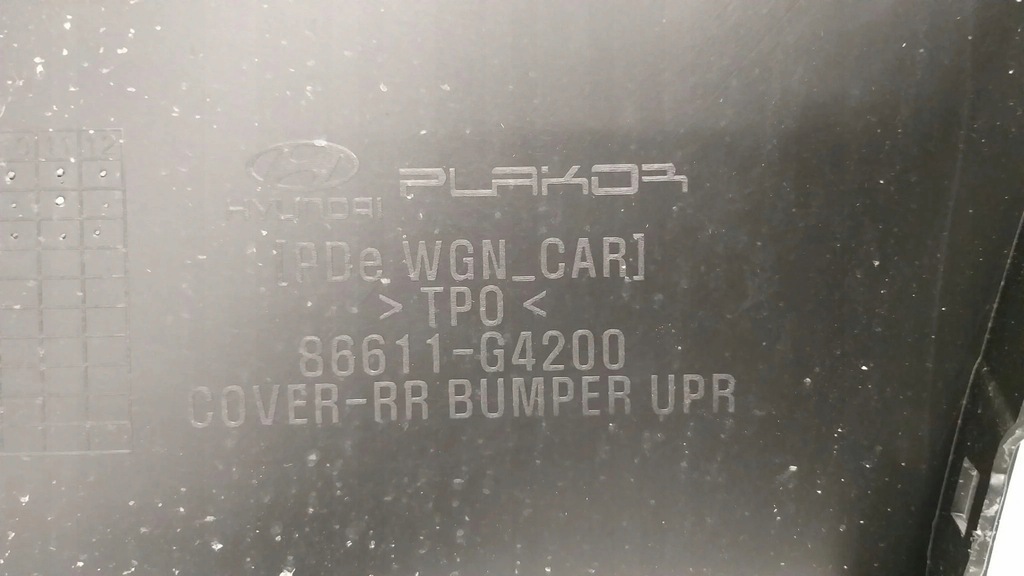 HYUNDAI PLAKOR
[PDe WGN_CAR]
> TPO <
86611-G4200
COVER-RR BUMPER UPR